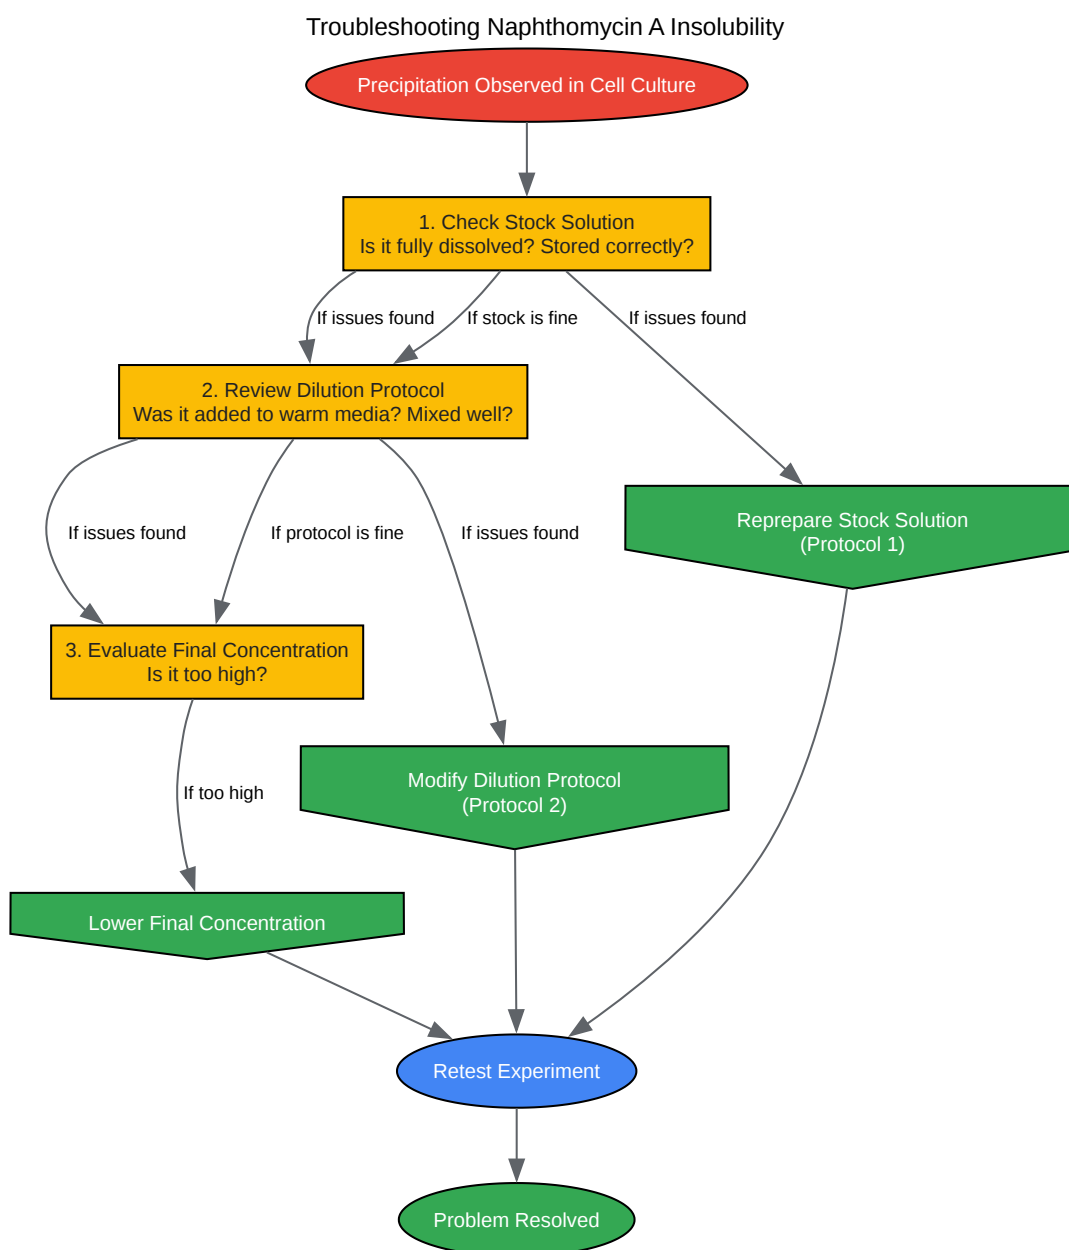 Troubleshooting Naphthomycin A Insolubility
Precipitation Observed in Cell Culture
1. Check Stock Solution
Is it fully dissolved? Stored correctly?
If issues found
If stock is fine
If issues found
2. Review Dilution Protocol
Was it added to warm media? Mixed well?
Reprepare Stock Solution
(Protocol 1)
If issues found
If protocol is fine
If issues found
3. Evaluate Final Concentration
Is it too high?
Modify Dilution Protocol
(Protocol 2)
If too high
Lower Final Concentration
Retest Experiment
Problem Resolved